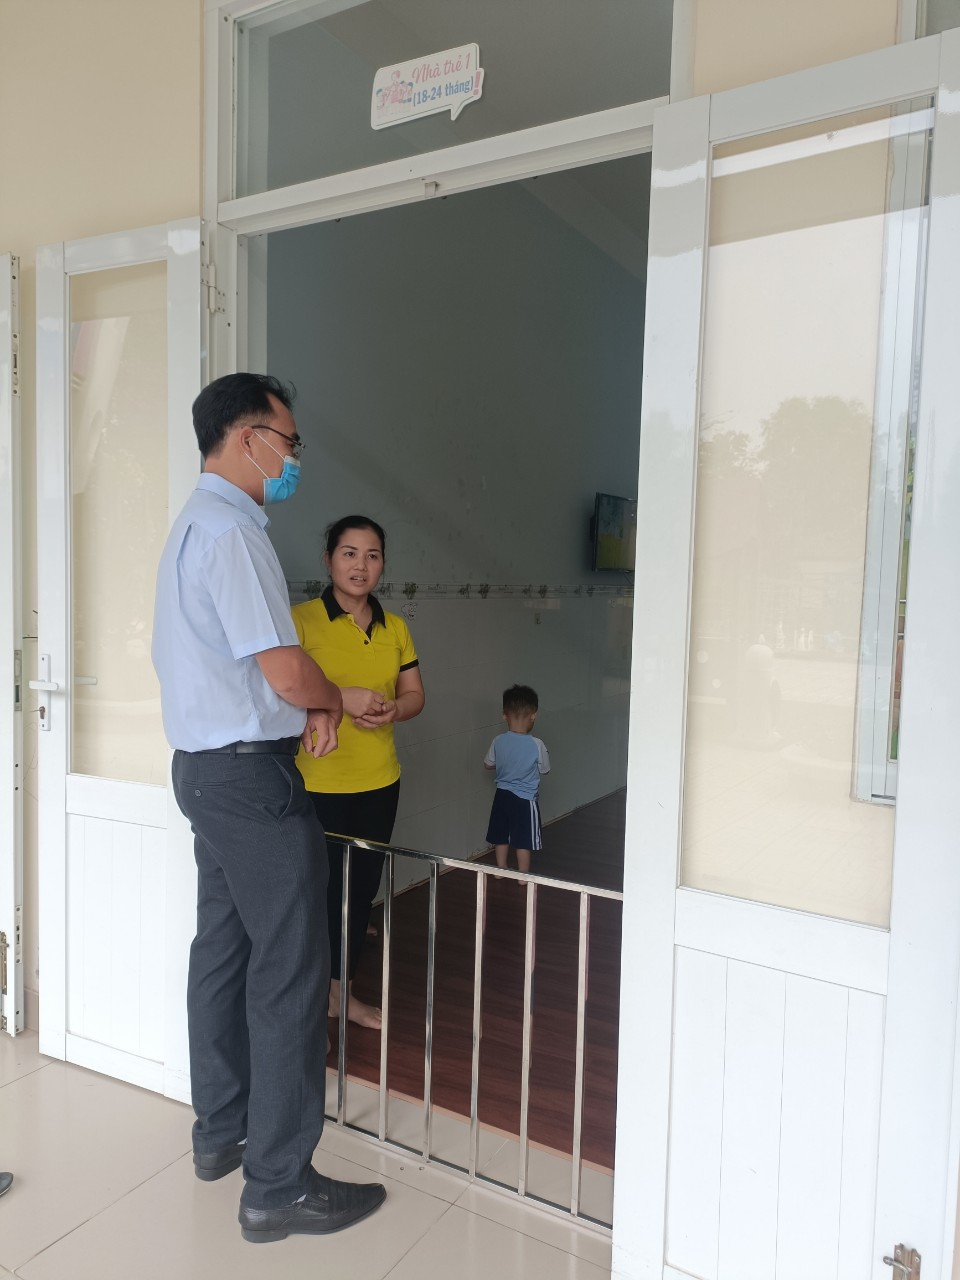 Nhà trẻ 1
(18-24 tháng)!